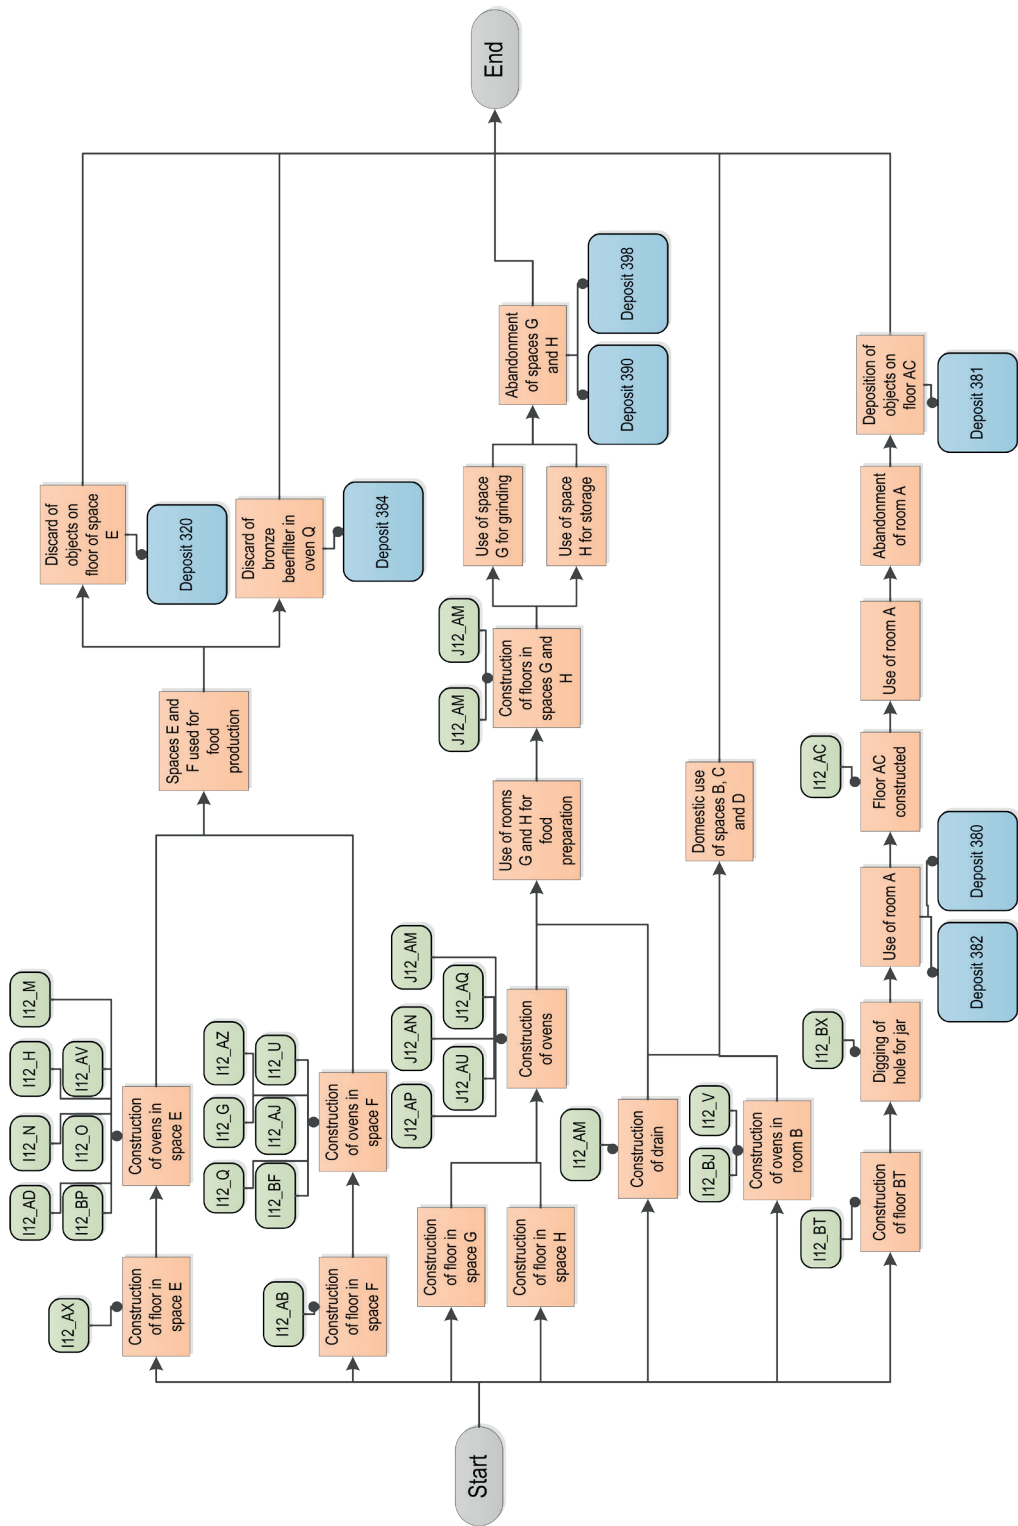 Start
I12_AX
Construction
of floor in
space E
I12_AD
I12_N
I12_H
I12_M
I12_BP
I12_O
I12_AV
Construction
of ovens in
space E
I12_AB
Construction
of floor in
space F
I12_Q
I12_G
I12_AZ
I12_BF
I12_AJ
I12_U
Construction
of ovens in
space F
Spaces E and
F used for
food
production
Discard of
objects on
floor of space
E
Deposit 320
Discard of
bronze
beerfilter in
oven Q
Deposit 384
Construction
of floor in
space G
Construction
of floor in
space H
J12_AP
J12_AN
J12_AM
J12_AU
J12_AQ
Construction
of ovens
Use of rooms
G and H for
food
preparation
J12_AM
J12_AM
Construction
of floors in
spaces G and
H
Use of space
G for grinding
Use of space
H for storage
Abandonment
of spaces G
and H
Deposit 390
Deposit 398
I12_AM
Construction
of drain
I12_BJ
I12_V
Construction
of ovens in
room B
Domestic use
of spaces B, C
and D
I12_BT
Construction
of floor BT
I12_BX
Digging of
hole for jar
Use of room A
Deposit 382
Deposit 380
I12_AC
Floor AC
constructed
Use of room A
Abandonment
of room A
Deposition of
objects on
floor AC
Deposit 381
End